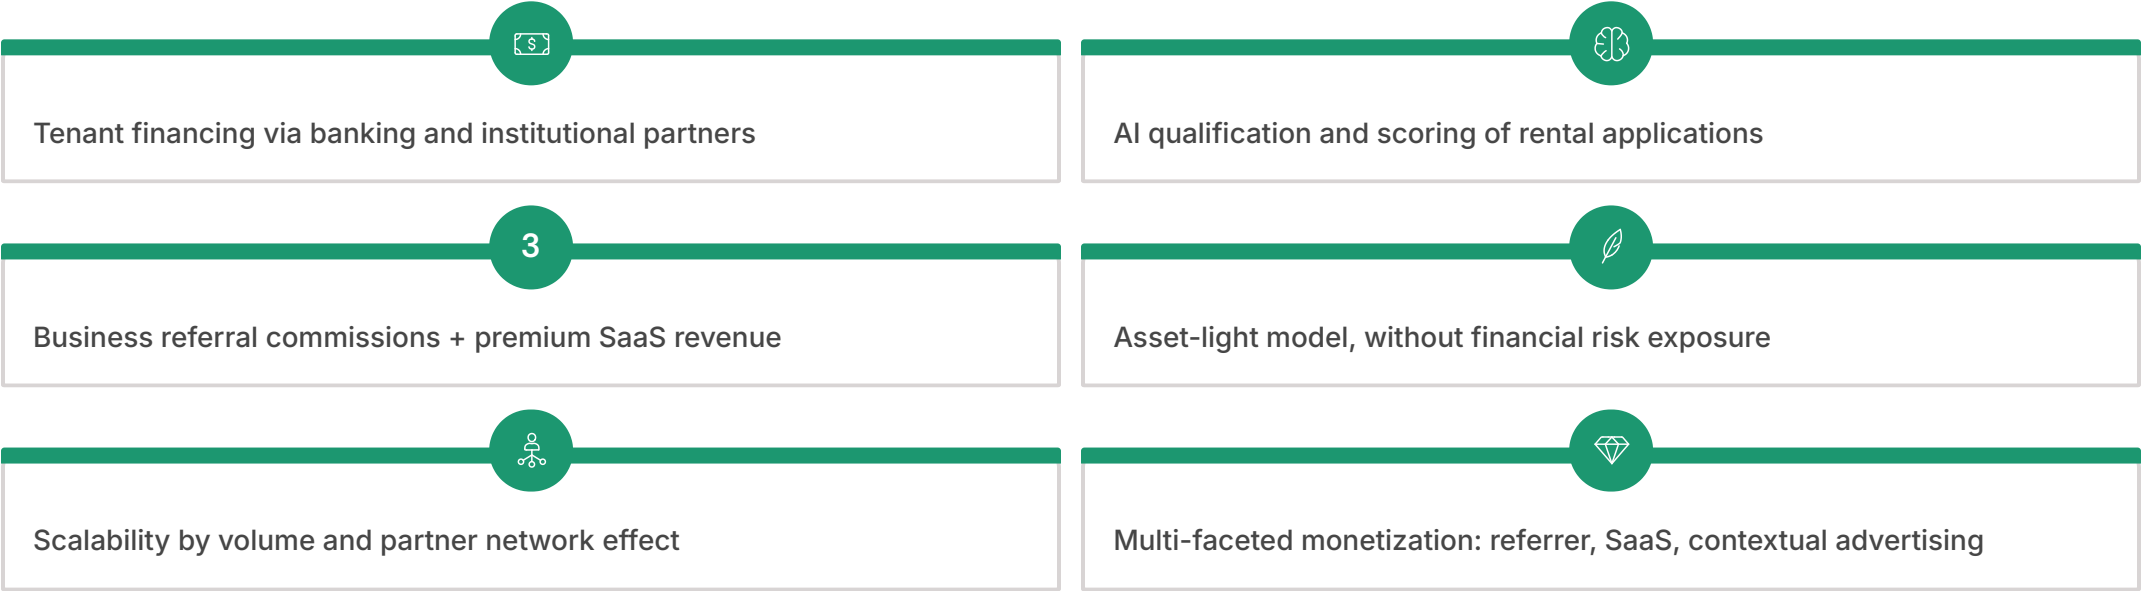 $
Tenant financing via banking and institutional partners
AI qualification and scoring of rental applications
3
Business referral commissions + premium SaaS revenue
Asset-light model, without financial risk exposure
Scalability by volume and partner network effect
Multi-faceted monetization: referrer, SaaS, contextual advertising